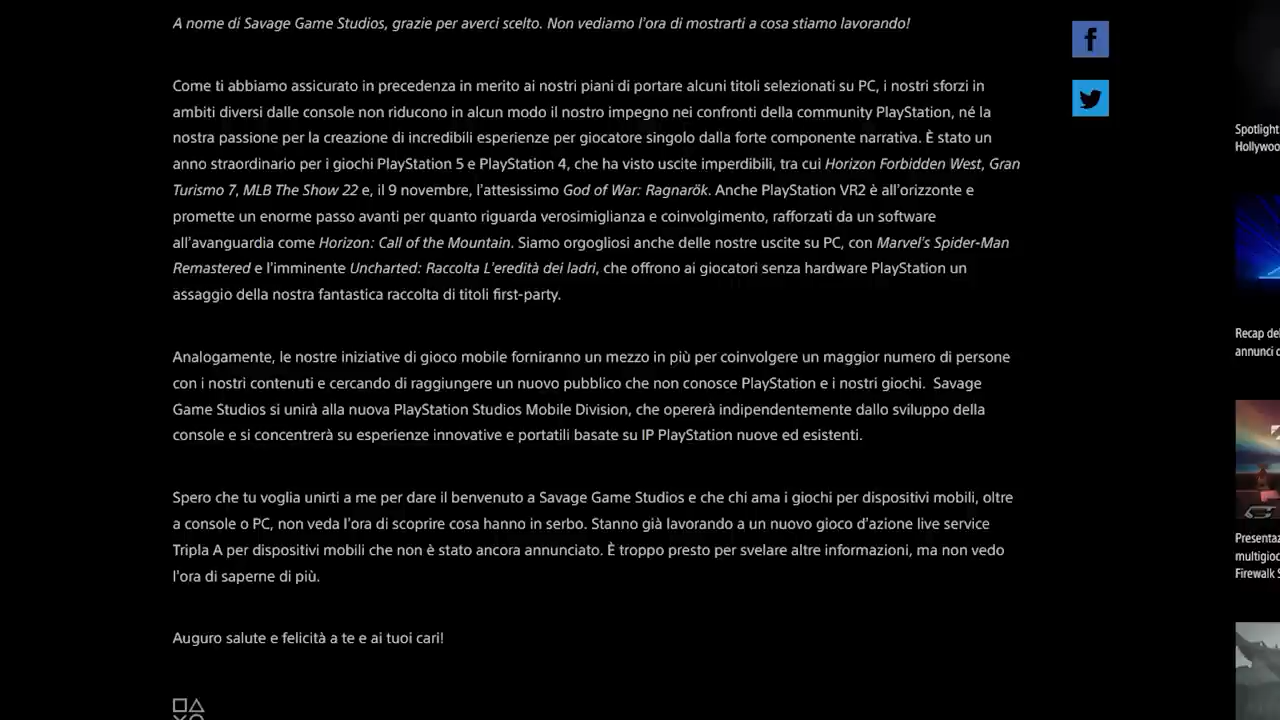 A nome di Savage Game Studios, grazie per averci scelto. Non vediamo l'ora di mostrarti a cosa stiamo lavorando!
Come ti abbiamo assicurato in precedenza in merito ai nostri piani di portare alcuni titoli selezionati su PC, i nostri sforzi in
ambiti diversi dalle console non riducono in alcun modo il nostro impegno nei confronti della community PlayStation, né la
nostra passione per la creazione di incredibili esperienze per giocatore singolo dalla forte componente narrativa. È stato un
anno straordinario per i giochi PlayStation 5 e PlayStation 4, che ha visto uscite imperdibili, tra cui Horizon Forbidden West, Gran
Turismo 7, MLB The Show 22 e, il 9 novembre, l'attesissimo God of War: Ragnarök. Anche PlayStation VR2 è all'orizzonte e
promette un enorme passo avanti per quanto riguarda verosimiglianza e coinvolgimento, rafforzati da un software
all'avanguardia come Horizon: Call of the Mountain. Siamo orgogliosi anche delle nostre uscite su PC, con Marvel's Spider-Man
Remastered e l'imminente Uncharted: Raccolta L'eredità dei ladri, che offrono ai giocatori senza hardware PlayStation un
assaggio della nostra fantastica raccolta di titoli first-party.
Analogamente, le nostre iniziative di gioco mobile forniranno un mezzo in più per coinvolgere un maggior numero di persone
con i nostri contenuti e cercando di raggiungere un nuovo pubblico che non conosce PlayStation e i nostri giochi. Savage
Game Studios si unirà alla nuova PlayStation Studios Mobile Division, che opererà indipendentemente dallo sviluppo della
console e si concentrerà su esperienze innovative e portatili basate su IP PlayStation nuove ed esistenti.
Spero che tu voglia unirti a me per dare il benvenuto a Savage Game Studios e che chi ama i giochi per dispositivi mobili, oltre
a console o PC, non veda l'ora di scoprire cosa hanno in serbo. Stanno già lavorando a un nuovo gioco d'azione live service
Tripla A per dispositivi mobili che non è stato ancora annunciato. È troppo presto per svelare altre informazioni, ma non vedo
l'ora di saperne di più.
Auguro salute e felicità a te e ai tuoi cari!
Spotlight
Hollywoo
Recap del
annunci d
Presentaz
multigioc
Firewalk S